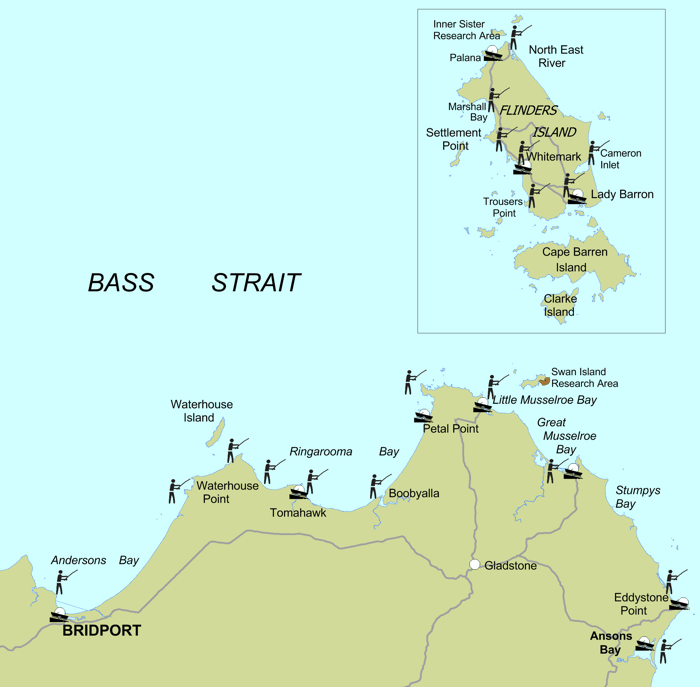 Inner Sister
Research Area
North East
River
Palana
Marshall
Bay
FLINDERS
ISLAND
Settlement
Point
Whitemark
Cameron
Inlet
Trousers
Point
Lady Barron
Cape Barren
Island
Clarke
Island
BASS STRAIT
Swan Island
Research Area
Little Musselroe Bay
Waterhouse
Island
Petal Point
Great
Musselroe
Bay
Ringarooma Bay
Waterhouse
Point
Boobyalla
Stumpys
Bay
Tomahawk
Andersons Bay
Gladstone
Eddystone
Point
BRIDPORT
Ansons
Bay